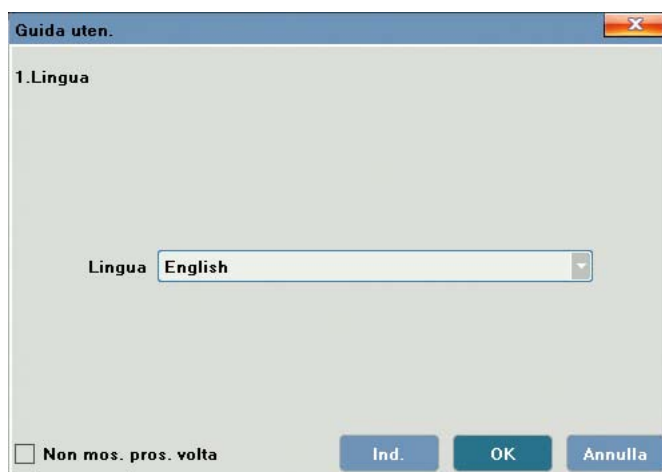 Guida uten.
1.Lingua
Lingua English
Non mos. pros. volta Ind. OK Annulla